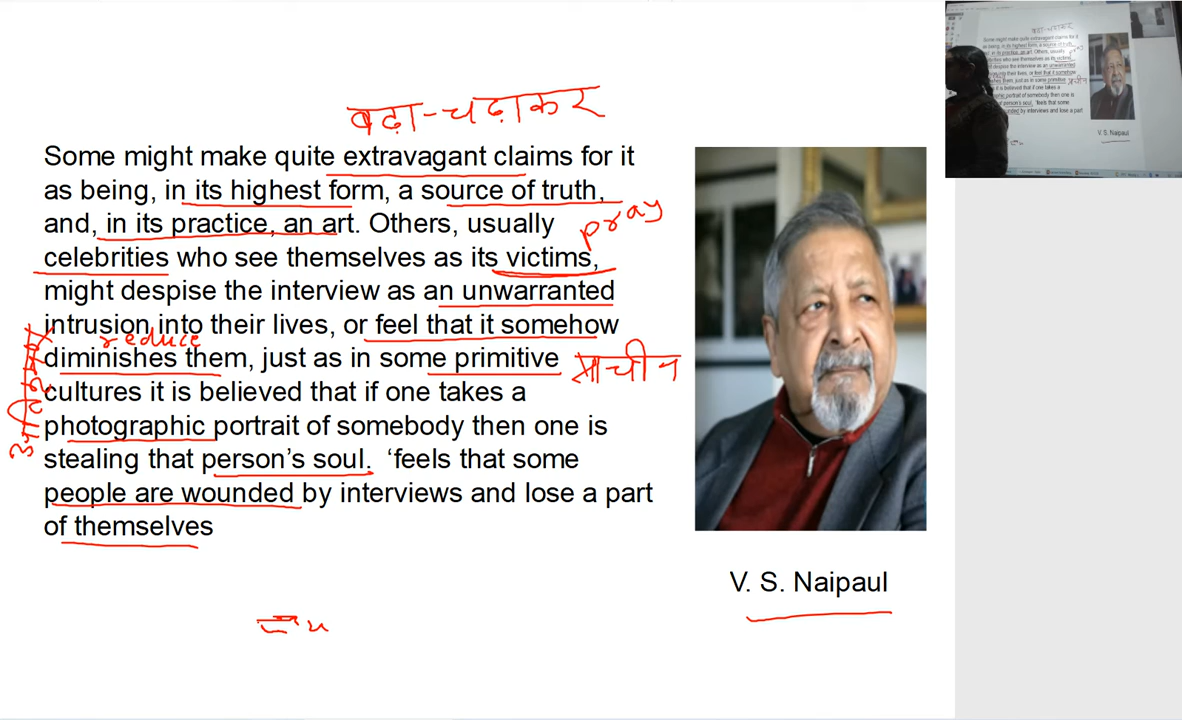 बढ़ा-चढ़ाकर
Some might make quite extravagant claims for it
as being, in its highest form, a source of truth,
and, in its practice, an art. Others, usually
pray
celebrities who see themselves as its victims,
might despise the interview as an unwarranted
intrusion into their lives, or feel that it somehow
reduce
diminishes them, just as in some primitive प्राचीन
cultures it is believed that if one takes a
photographic portrait of somebody then one is
stealing that person’s soul. ‘feels that some
people are wounded by interviews and lose a part
of themselves
V. S. Naipaul